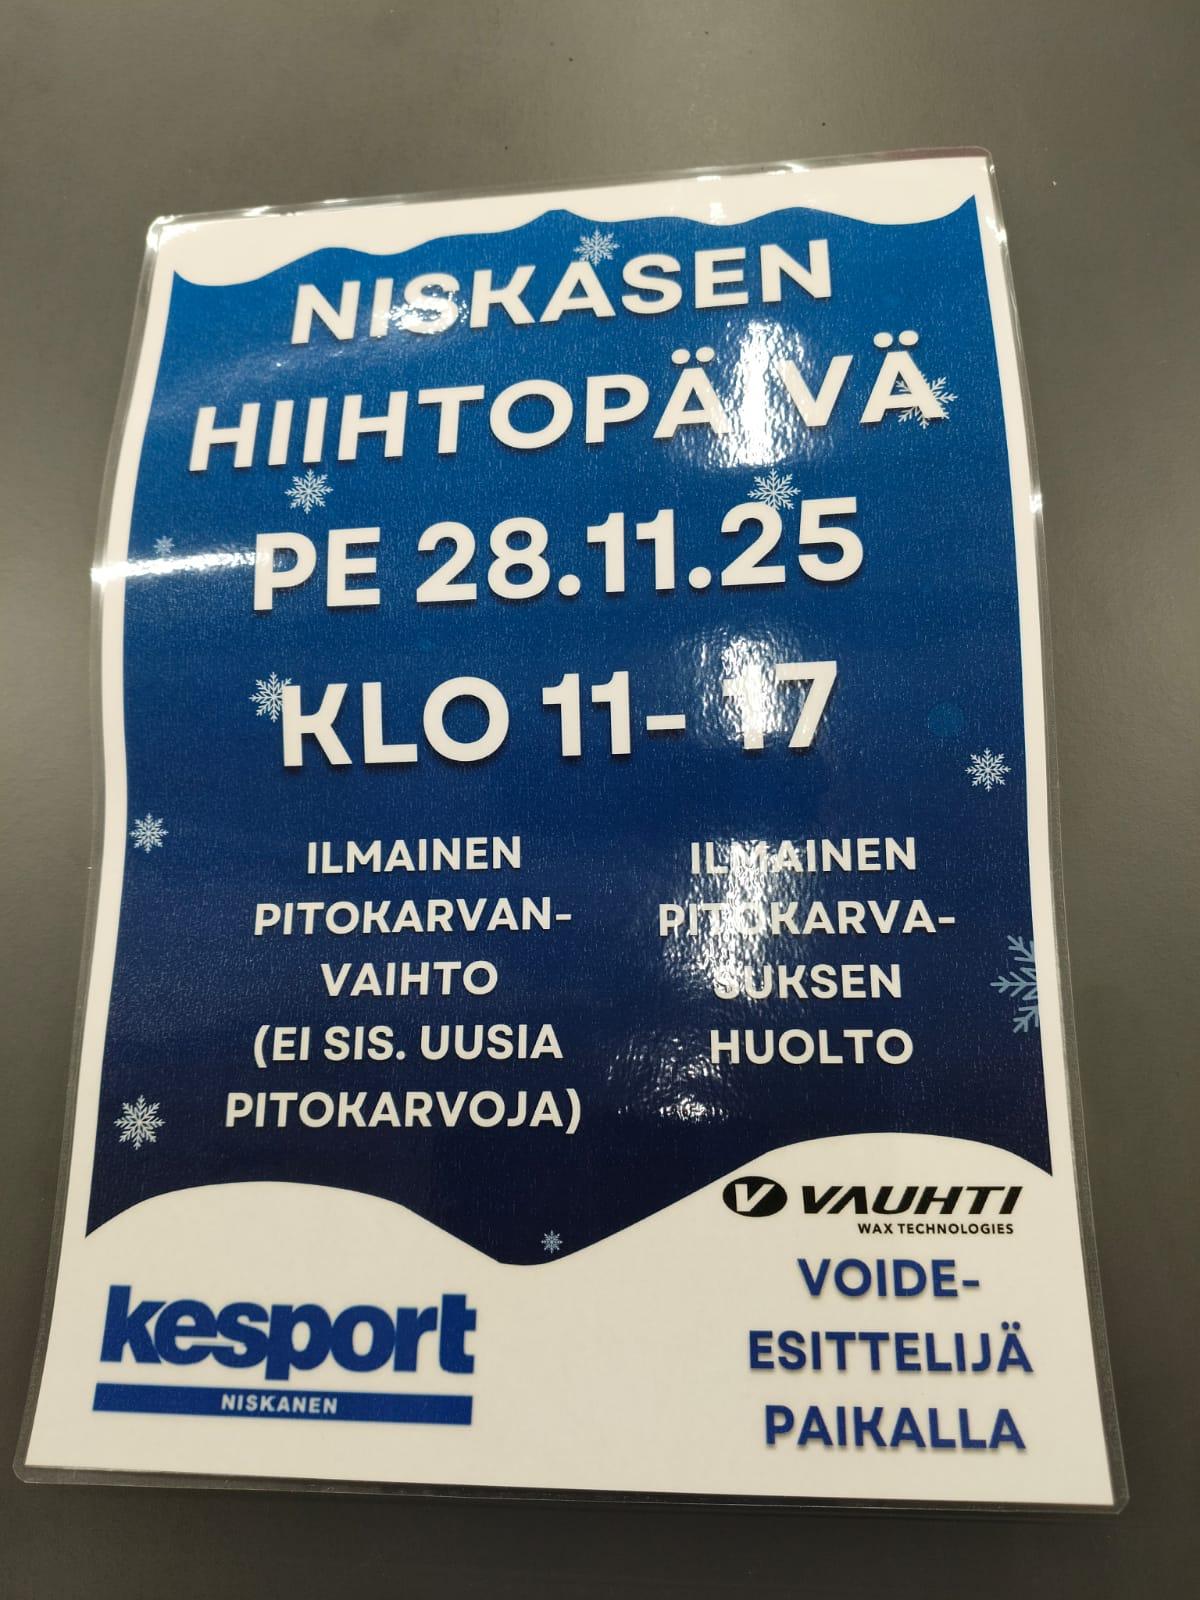 NISKASEN
HIIHTOPÄIVÄ
PE 28.11.25
KLO 11- 17
ILMAINEN
PITOKARVAN-
VAIHTO
(EI SIS. UUSIA
PITOKARVOJA)
ILMAINEN
PITOKARVA-
SUKSEN
HUOLTO
V VAUHTI
WAX TECHNOLOGIES
VOIDE-
ESITTELIJÄ
PAIKALLA
kesport
NISKANEN